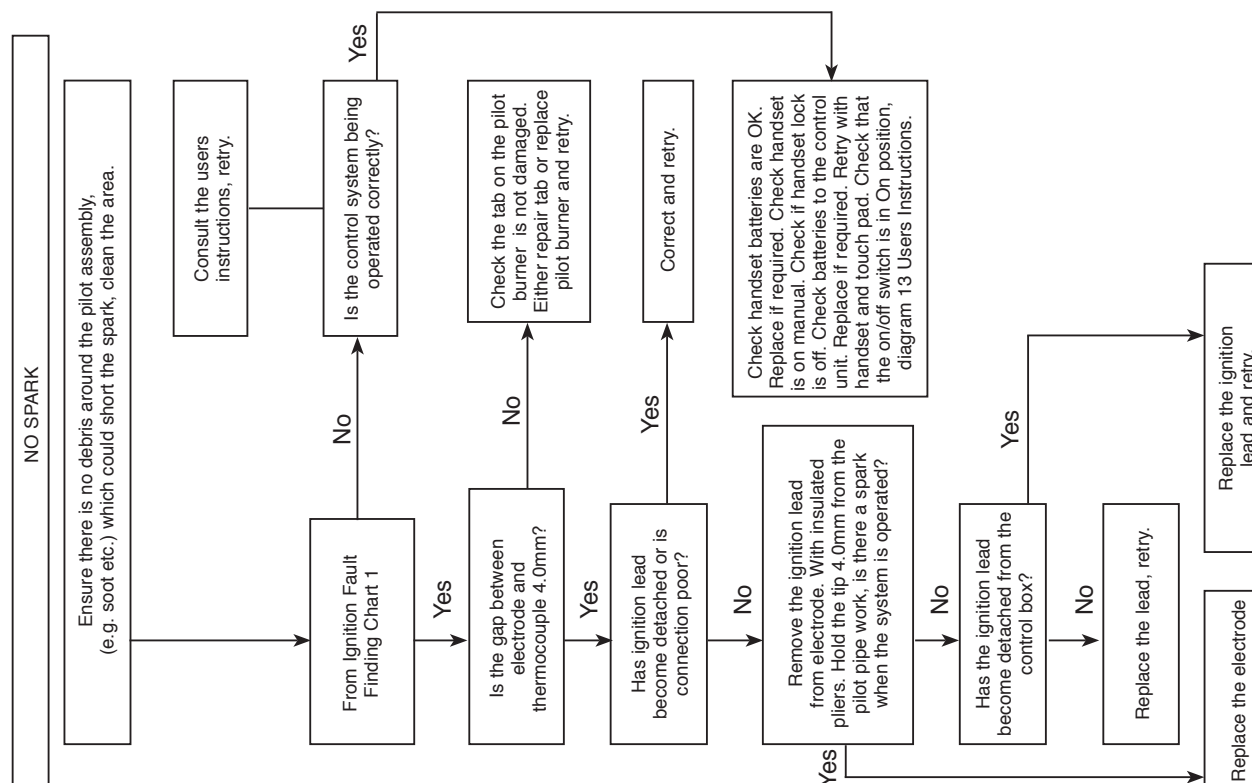 NO SPARK
Ensure there is no debris around the pilot assembly,
(e.g. soot etc.) which could short the spark, clean the area.
From Ignition Fault
Finding Chart 1
No
Is the control system being
operated correctly?
Consult the users
instructions, retry.
Yes
Check handset batteries are OK.
Replace if required. Check handset
is on manual. Check if handset lock
is off. Check batteries to the control
unit. Replace if required. Retry with
handset and touch pad. Check that
the on/off switch is in On position,
diagram 13 Users Instructions.
Yes
Is the gap between
electrode and
thermocouple 4.0mm?
No
Check the tab on the pilot
burner is not damaged.
Either repair tab or replace
pilot burner and retry.
Yes
Has ignition lead
become detached or is
connection poor?
Yes
Correct and retry.
No
Remove the ignition lead
from electrode. With insulated
pliers. Hold the tip 4.0mm from the
pilot pipe work, is there a spark
when the system is operated?
Yes
Replace the electrode
No
Has the ignition lead
become detached from the
control box?
Yes
Replace the ignition
lead and retry.
No
Replace the lead, retry.